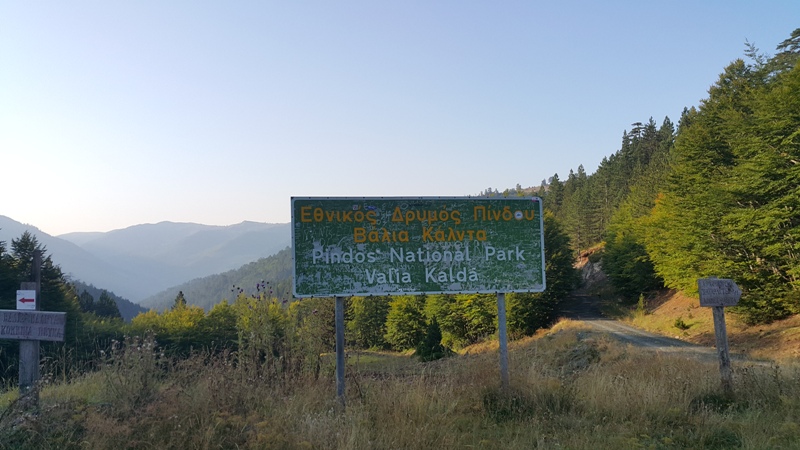 Εθνικός Δρυμός Πίνδου
Βάλια Κάλντα
Pindos National Park
Valia Kalda